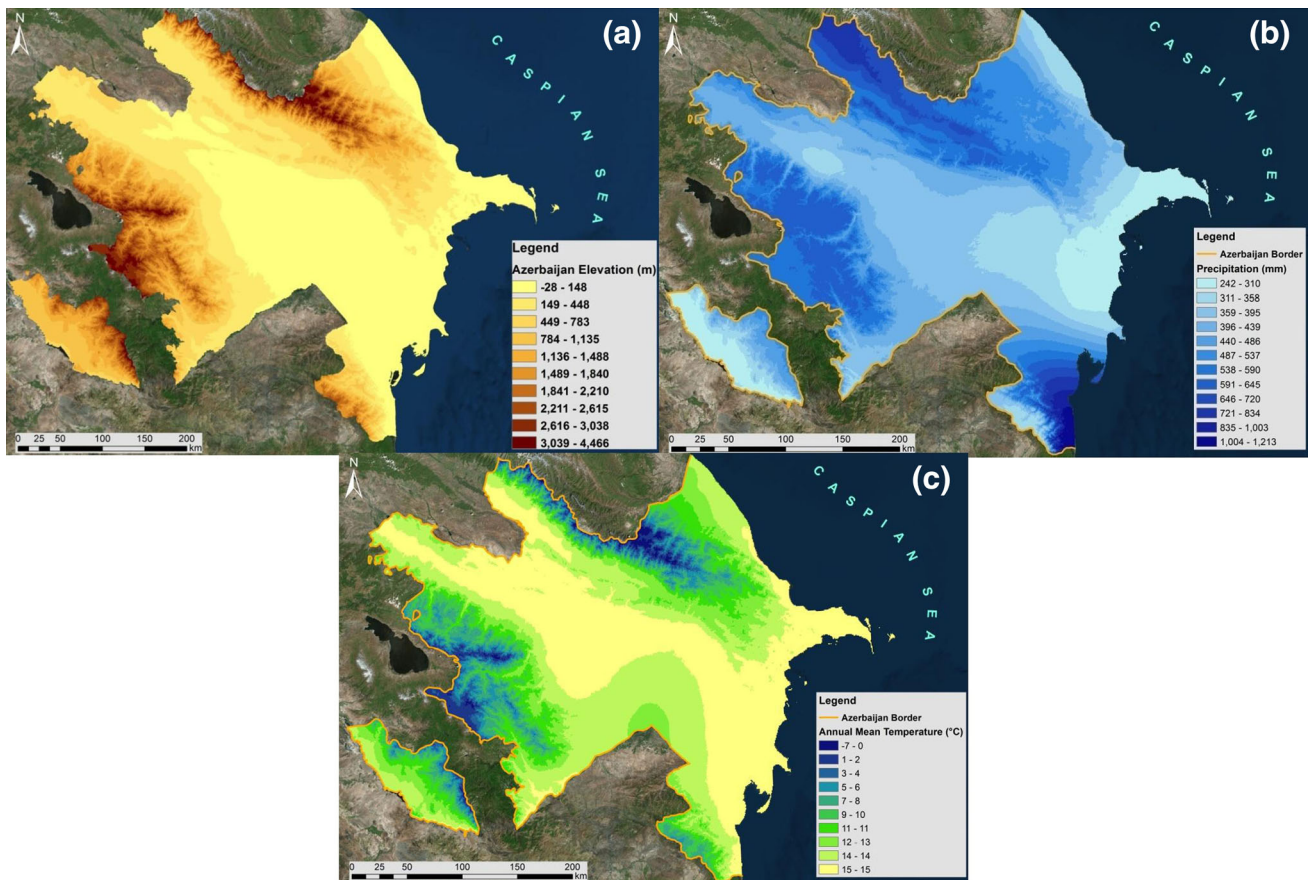 N
(a)
CASPIAN SEA
Legend
Azerbaijan Elevation (m)
-28 - 148
149 - 448
449 - 783
784 - 1,135
1,136 - 1,488
1,489 - 1,840
1,841 - 2,210
2,211 - 2,615
2,616 - 3,038
3,039 - 4,466
0 25 50 100 150 200
km
N
(b)
CASPIAN SEA
Legend
Azerbaijan Border
Precipitation (mm)
242 - 310
311 - 358
359 - 395
396 - 439
440 - 486
487 - 537
538 - 590
591 - 645
646 - 720
721 - 834
835 - 1,003
1,004 - 1,213
0 25 50 100 150 200
km
N
(c)
CASPIAN SEA
Legend
Azerbaijan Border
Annual Mean Temperature (°C)
-7 - 0
1 - 2
3 - 4
5 - 6
7 - 8
9 - 10
11 - 11
12 - 13
14 - 14
15 - 15
0 25 50 100 150 200
km